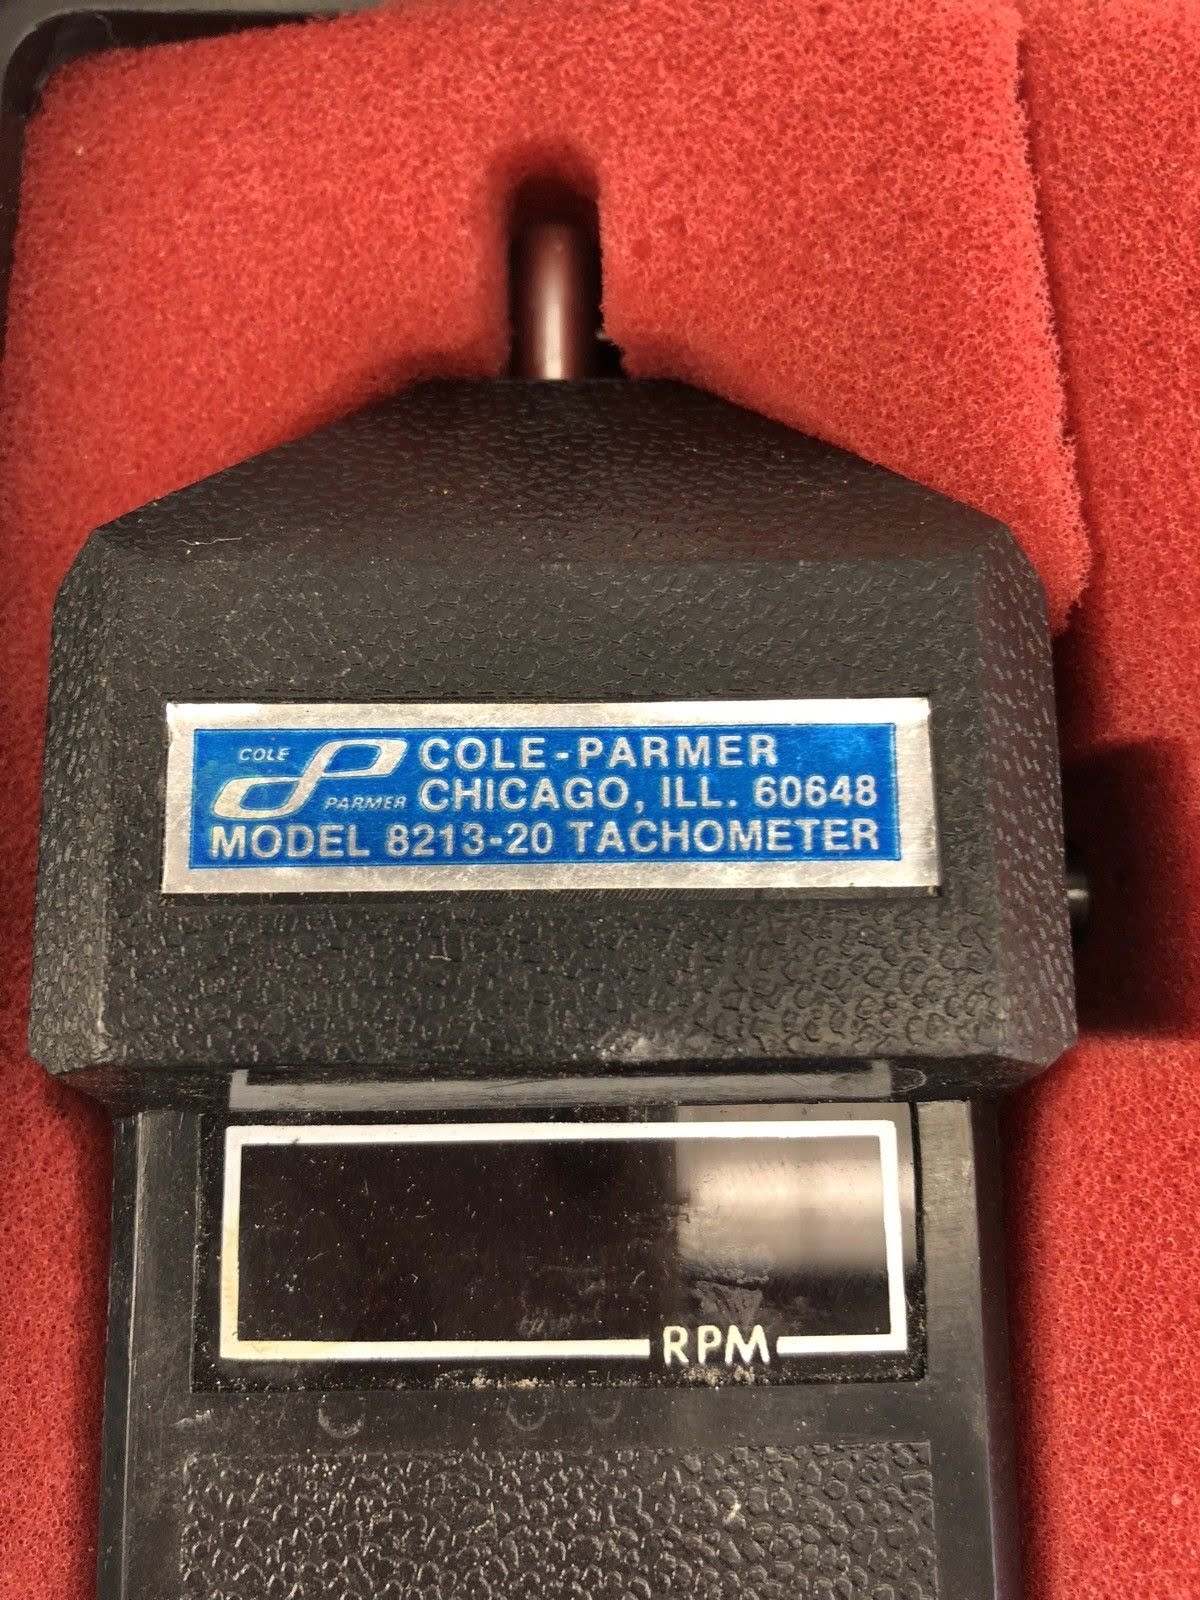 COLE
PARMER
COLE-PARMER
CHICAGO, ILL. 60648
MODEL 8213-20 TACHOMETER
RPM